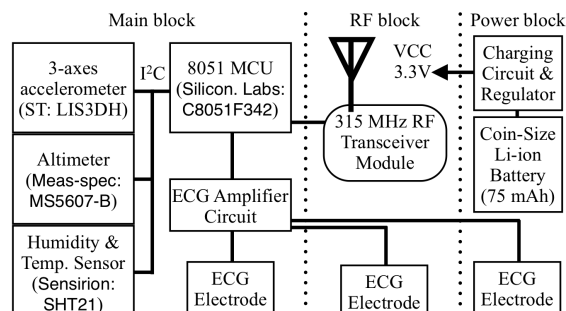 Main block
RF block
Power block
3-axes
accelerometer
(ST: LIS3DH)
I²C
8051 MCU
(Silicon. Labs:
C8051F342)
VCC
3.3V
Charging
Circuit &
Regulator
315 MHz RF
Transceiver
Module
Coin-Size
Li-ion
Battery
(75 mAh)
Altimeter
(Meas-spec:
MS5607-B)
ECG Amplifier
Circuit
Humidity &
Temp. Sensor
(Sensirion:
SHT21)
ECG
Electrode
ECG
Electrode
ECG
Electrode